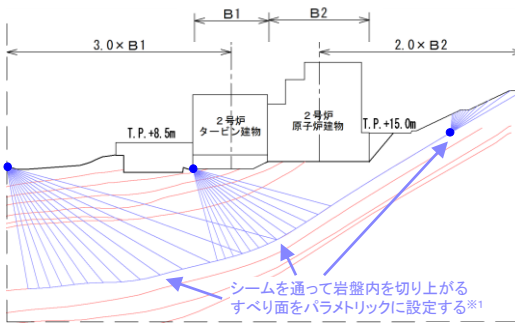 B1
B2
3.0×B1
2.0×B2
T.P.+8.5m
2号炉
タービン建物
2号炉
原子炉建物
T.P.+15.0m
シームを通って岩盤内を切り上がる
すべり面をパラメトリックに設定する※1